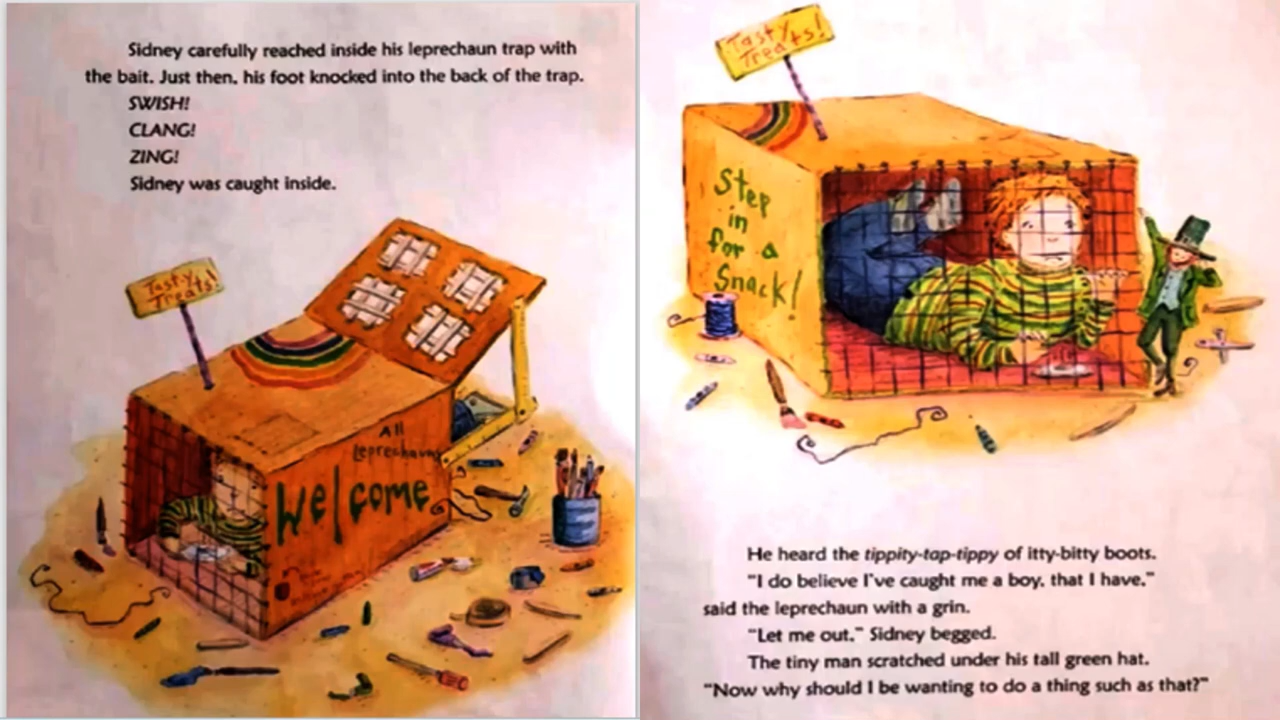 Sidney carefully reached inside his leprechaun trap with
the bait. Just then, his foot knocked into the back of the trap.
SWISH!
CLANG!
ZING!
Sidney was caught inside.
Tasty
Treats!
All
Leprechauns
Welcome
Tasty
Treats!
Step
in
for a
Snack!
He heard the tippity-tap-tippy of itty-bitty boots.
"I do believe I've caught me a boy, that I have,"
said the leprechaun with a grin.
"Let me out," Sidney begged.
The tiny man scratched under his tall green hat.
"Now why should I be wanting to do a thing such as that?"